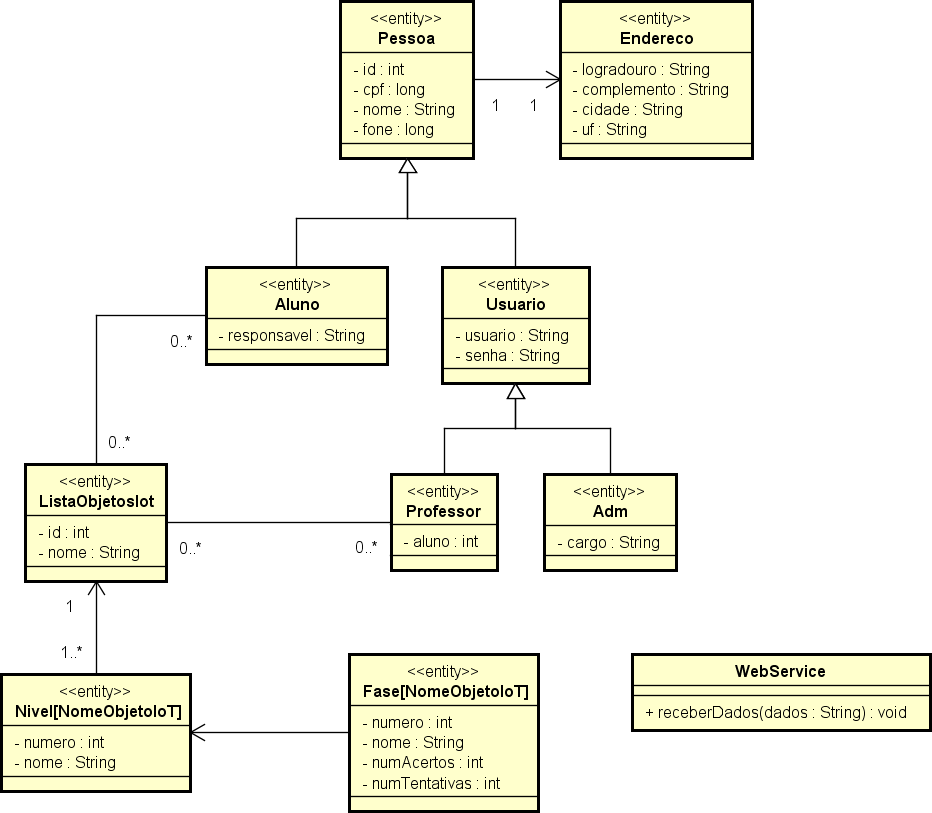 <<entity>>
Pessoa
- id : int
- cpf : long
- nome : String
- fone : long
<<entity>>
Endereco
- logradouro : String
- complemento : String
- cidade : String
- uf : String
1
1
<<entity>>
Aluno
- responsavel : String
<<entity>>
Usuario
- usuario : String
- senha : String
0..*
0..*
<<entity>>
ListaObjetosIot
- id : int
- nome : String
<<entity>>
Professor
- aluno : int
<<entity>>
Adm
- cargo : String
0..*
0..*
1
1..*
<<entity>>
Nivel[NomeObjetoIoT]
- numero : int
- nome : String
<<entity>>
Fase[NomeObjetoIoT]
- numero : int
- nome : String
- numAcertos : int
- numTentativas : int
WebService
+ receberDados(dados : String) : void